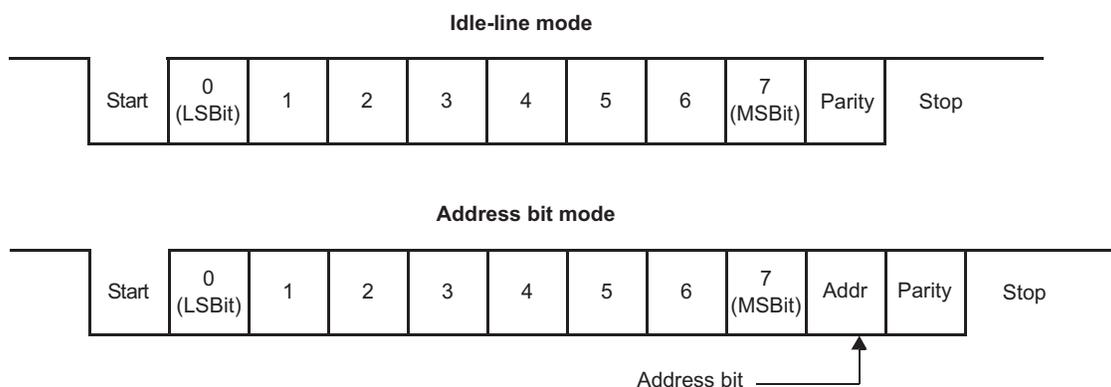 Idle-line mode
Start 0 (LSBit) 1 2 3 4 5 6 7 (MSBit) Parity Stop
Address bit mode
Start 0 (LSBit) 1 2 3 4 5 6 7 (MSBit) Addr Parity Stop
Address bit